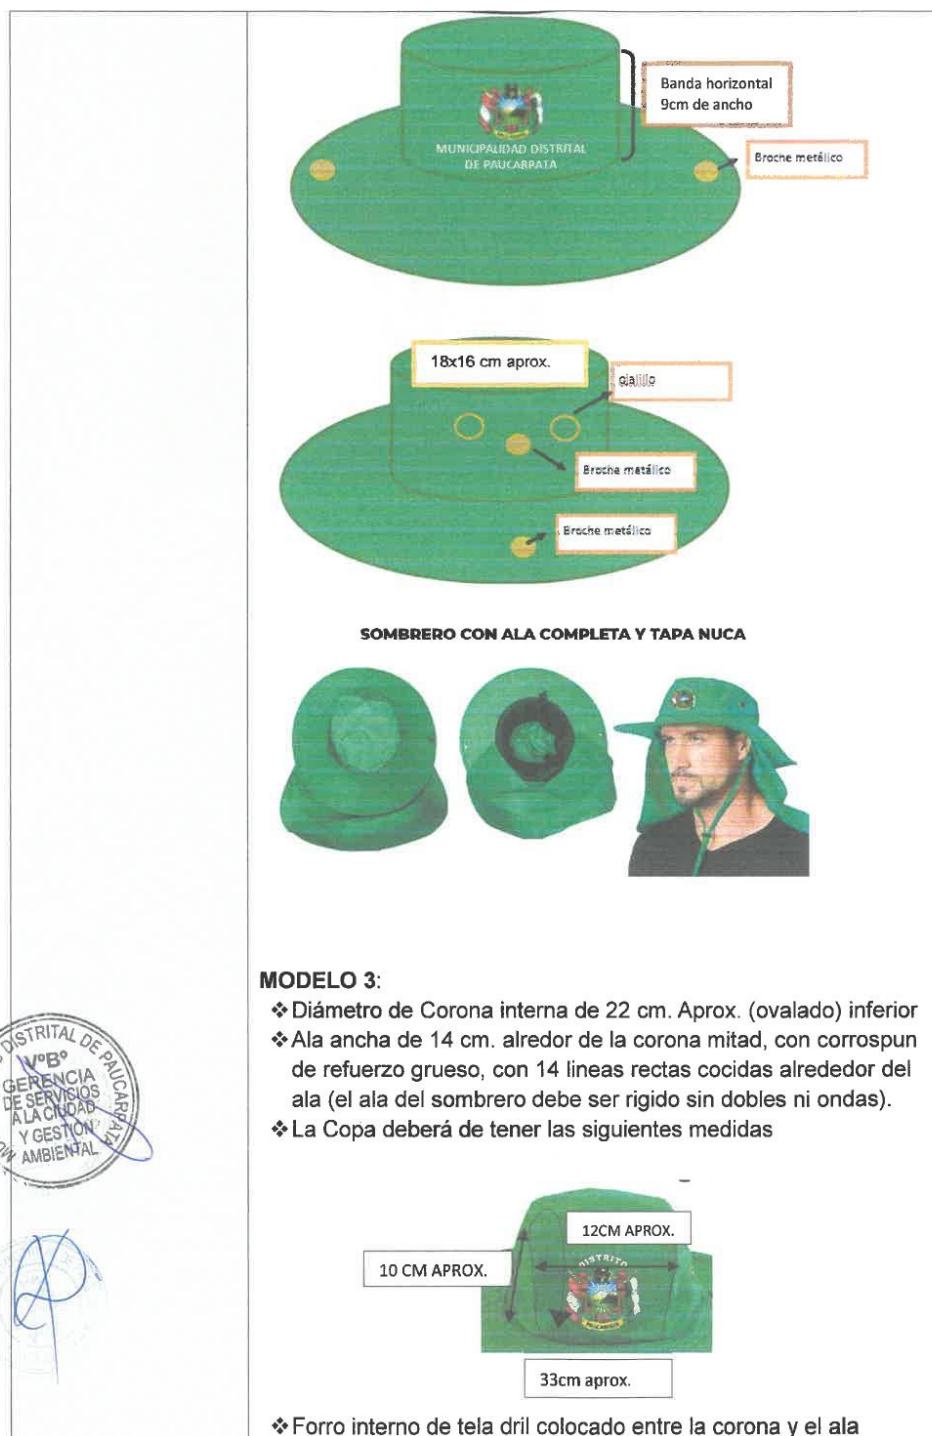 Banda horizontal
9cm de ancho
MUNICIPALIDAD DISTRITAL
DE PAUCARPATA
Broche metálico
18x16 cm aprox.
ojalillo
Broche metálico
Broche metálico
SOMBRERO CON ALA COMPLETA Y TAPA NUCA
MODELO 3:
❖Diámetro de Corona interna de 22 cm. Aprox. (ovalado) inferior
❖Ala ancha de 14 cm. alredor de la corona mitad, con corrospun
de refuerzo grueso, con 14 lineas rectas cocidas alrededor del
ala (el ala del sombrero debe ser rigido sin dobles ni ondas).
❖La Copa deberá de tener las siguientes medidas
DISTRITAL DE PAUCARPATA
VºBº
GERENCIA
DE SERVICIOS
A LA CIUDAD
Y GESTIÓN
AMBIENTAL
12CM APROX.
DISTRITO
10 CM APROX.
33cm aprox.
❖Forro interno de tela dril colocado entre la corona y el ala